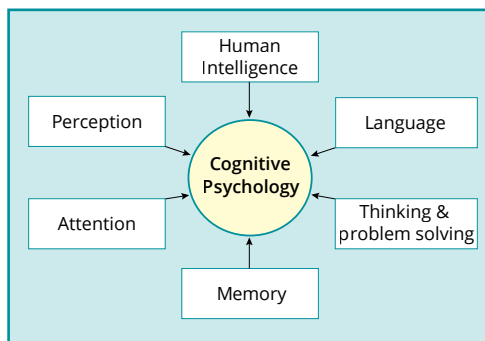 Human
Intelligence
Perception
Language
Cognitive
Psychology
Attention
Thinking &
problem solving
Memory